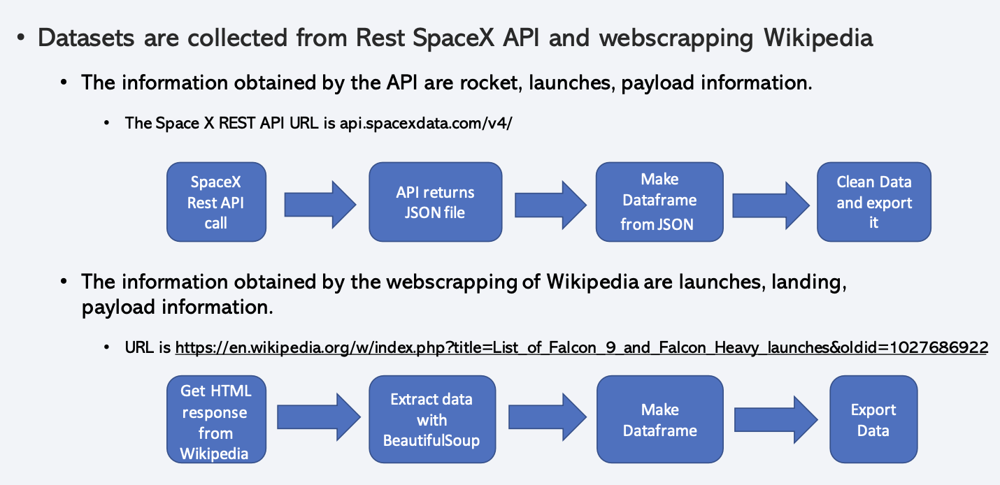 • Datasets are collected from Rest SpaceX API and webscrapping Wikipedia
• The information obtained by the API are rocket, launches, payload information.
• The Space X REST API URL is api.spacexdata.com/v4/
SpaceX
Rest API
call
API returns
JSON file
Make
Dataframe
from JSON
Clean Data
and export
it
• The information obtained by the webscrapping of Wikipedia are launches, landing,
payload information.
• URL is https://en.wikipedia.org/w/index.php?title=List_of_Falcon_9_and_Falcon_Heavy_launches&oldid=1027686922
Get HTML
response
from
Wikipedia
Extract data
with
BeautifulSoup
Make
Dataframe
Export
Data